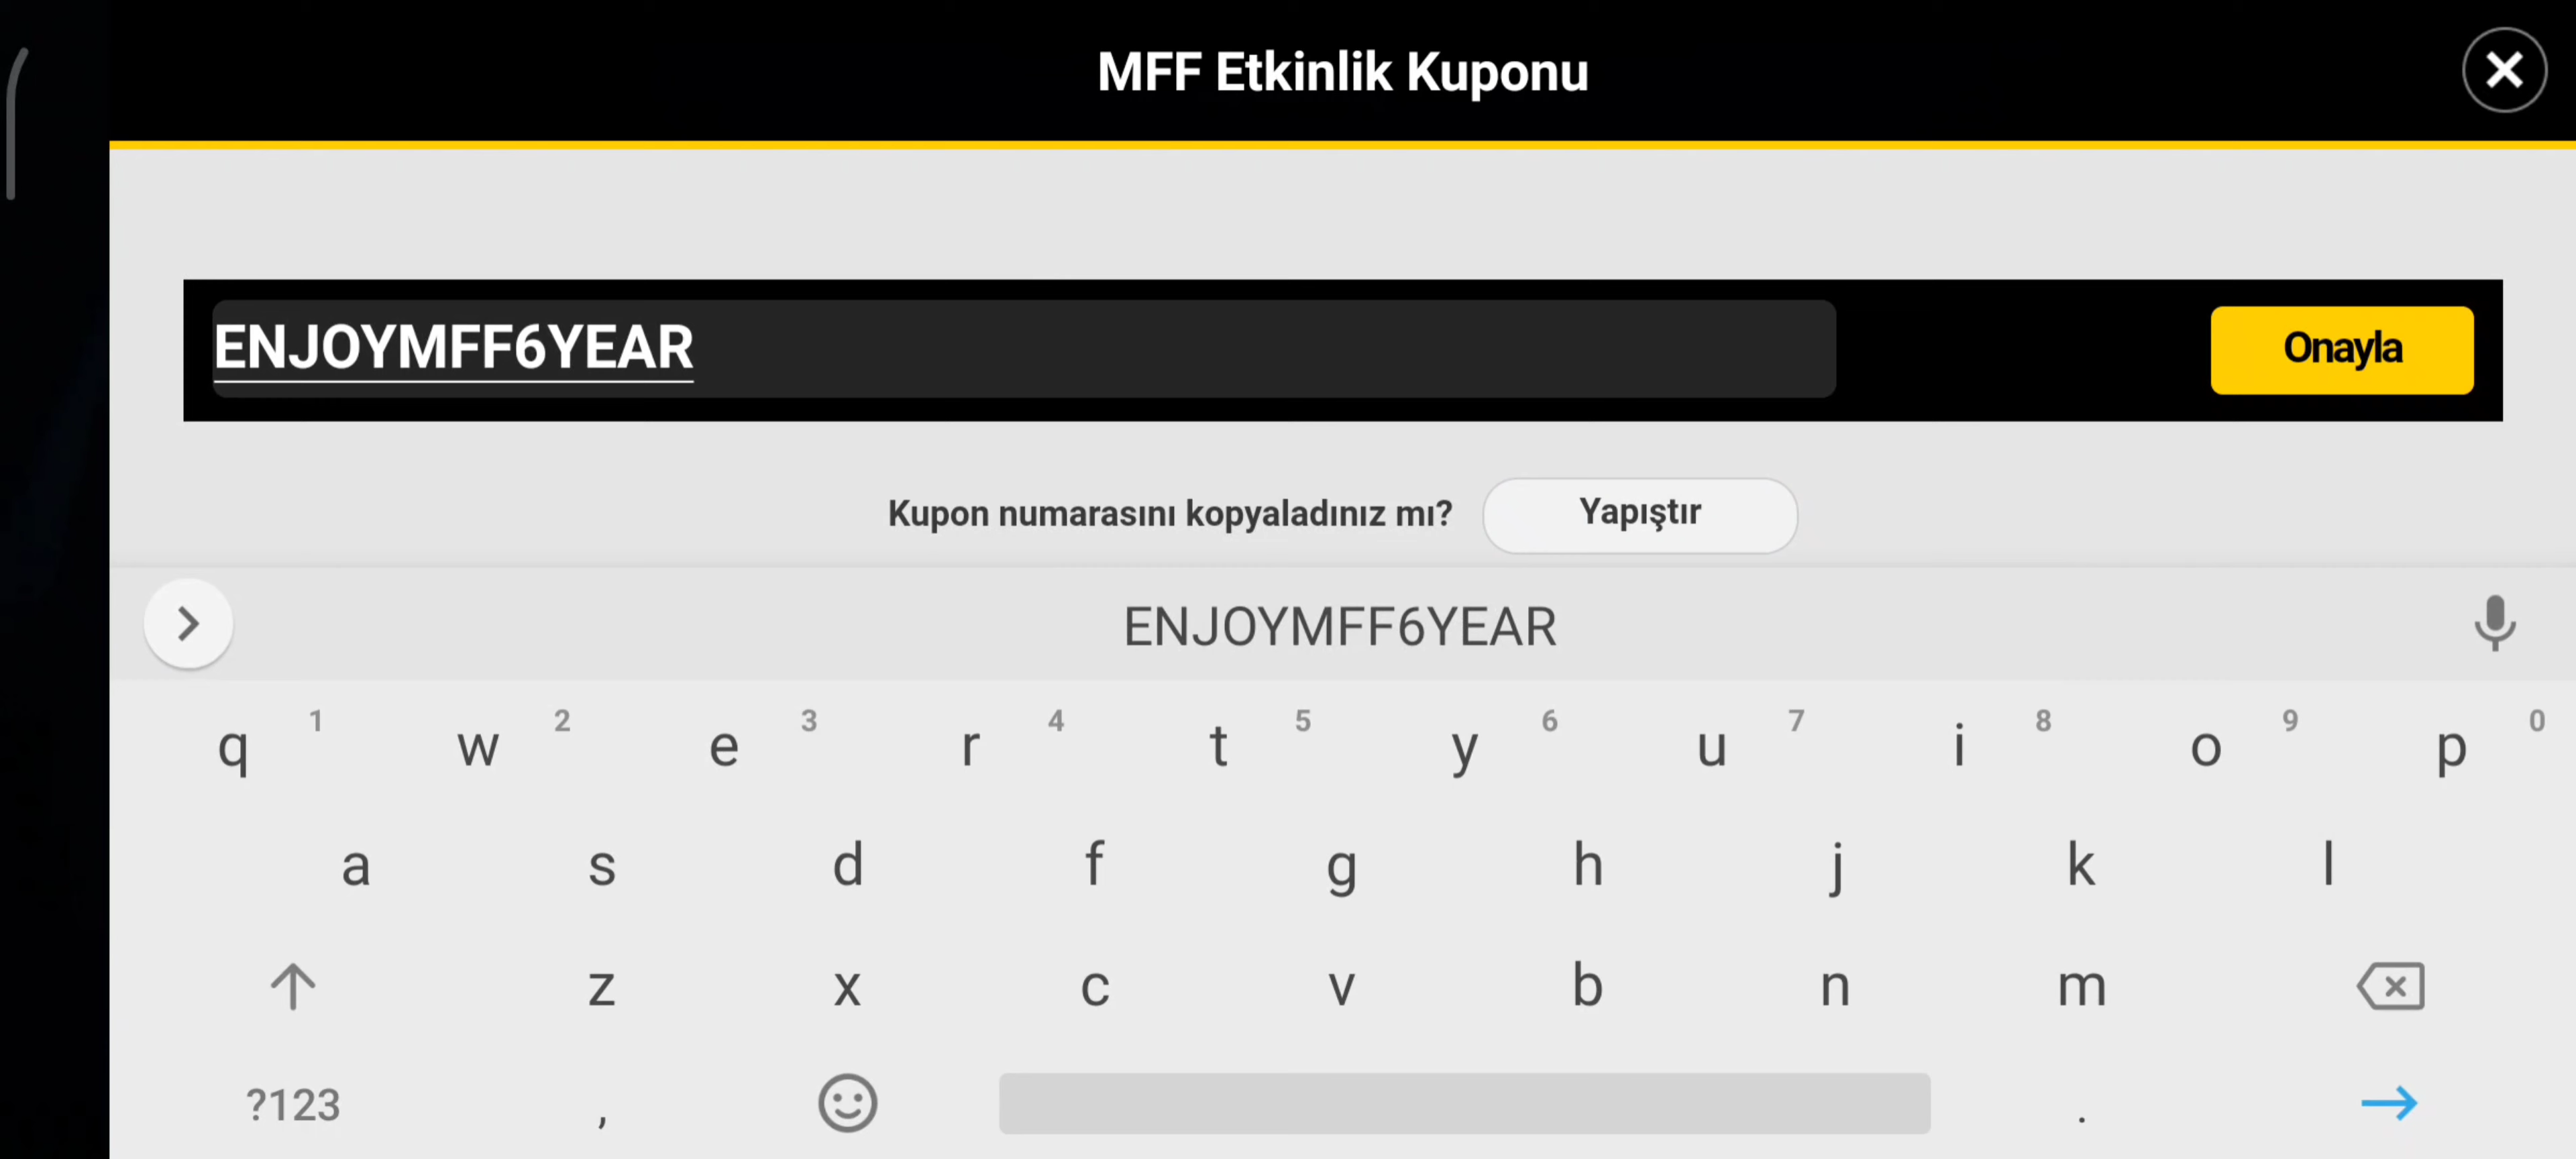 MFF Etkinlik Kuponu
ENJOYMFF6YEAR
Onayla
Kupon numarasını kopyaladınız mı?
Yapıştır
ENJOYMFF6YEAR
q 1 w 2 e 3 r 4 t 5 y 6 u 7 i 8 o 9 p 0
a s d f g h j k l
z x c v b n m
?123 , .